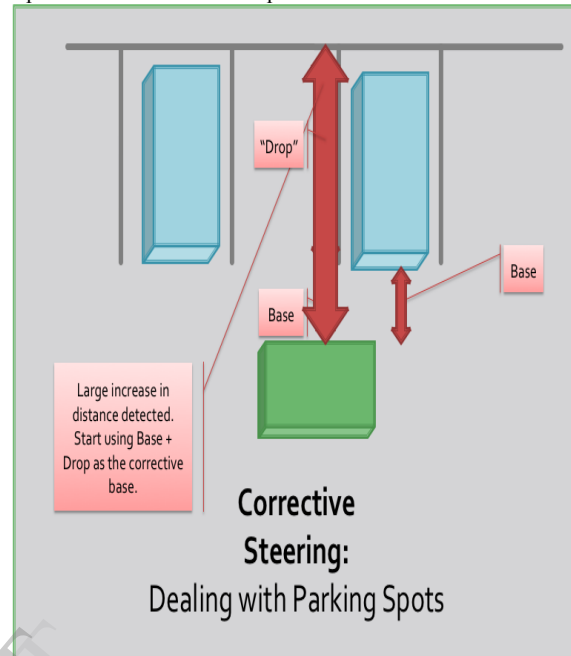 "Drop"
Base
Base
Large increase in
distance detected.
Start using Base +
Drop as the corrective
base.
Corrective
Steering:
Dealing with Parking Spots